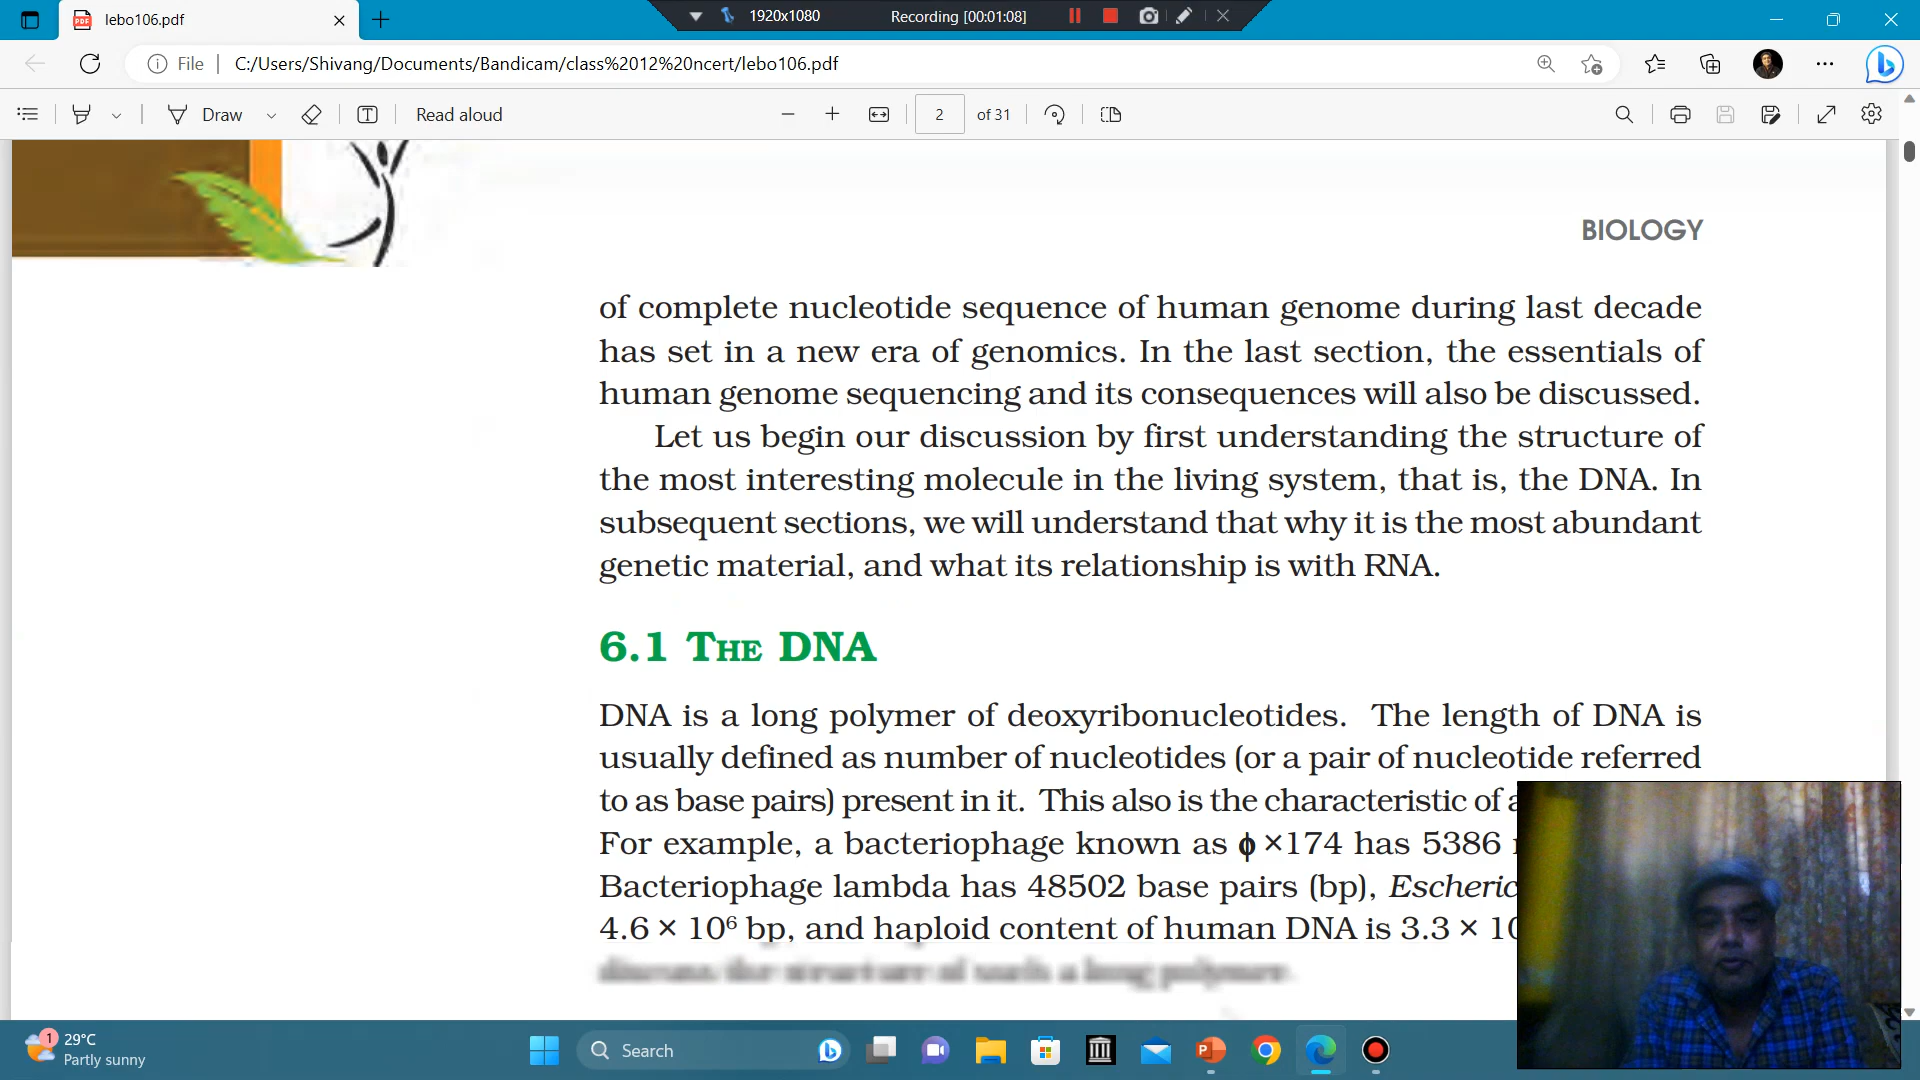 lebo106.pdf
1920x1080
Recording [00:01:08]
File
C:/Users/Shivang/Documents/Bandicam/class%2012%20ncert/lebo106.pdf
Draw
Read aloud
2
of 31
BIOLOGY
of complete nucleotide sequence of human genome during last decade
has set in a new era of genomics. In the last section, the essentials of
human genome sequencing and its consequences will also be discussed.
Let us begin our discussion by first understanding the structure of
the most interesting molecule in the living system, that is, the DNA. In
subsequent sections, we will understand that why it is the most abundant
genetic material, and what its relationship is with RNA.
6.1 THE DNA
DNA is a long polymer of deoxyribonucleotides. The length of DNA is
usually defined as number of nucleotides (or a pair of nucleotide referred
to as base pairs) present in it. This also is the characteristic of
For example, a bacteriophage known as ϕ ×174 has 5386
Bacteriophage lambda has 48502 base pairs (bp), Escheric
4.6 × 10⁶ bp, and haploid content of human DNA is 3.3 × 10
discuss the structure of such a long polymer.
1
29°C
Partly sunny
Search